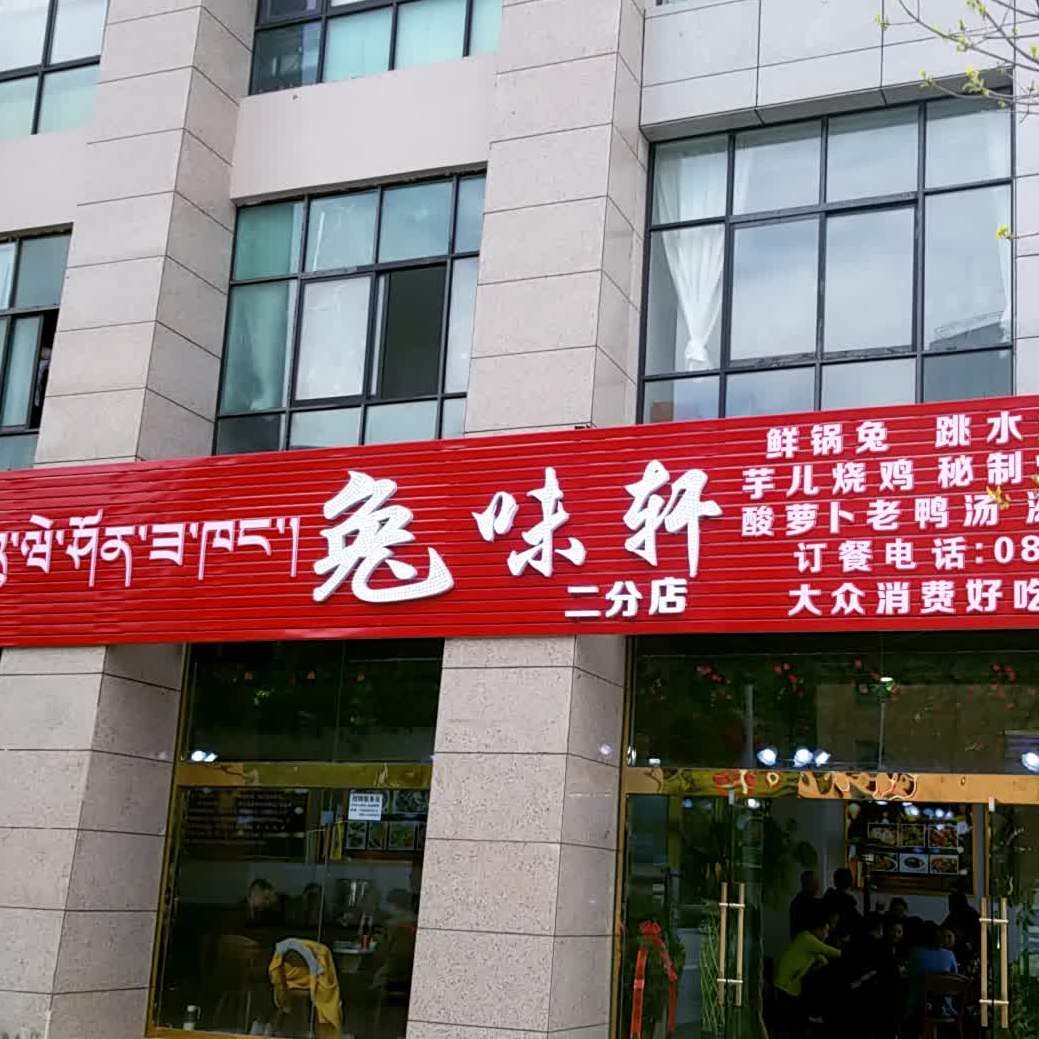 ལེ་ཤོན་ཟ་ཁང་།
兔味轩
二分店
鲜锅兔 跳水
芋儿烧鸡 秘制
酸萝卜老鸭汤
订餐电话:08
大众消费好吃